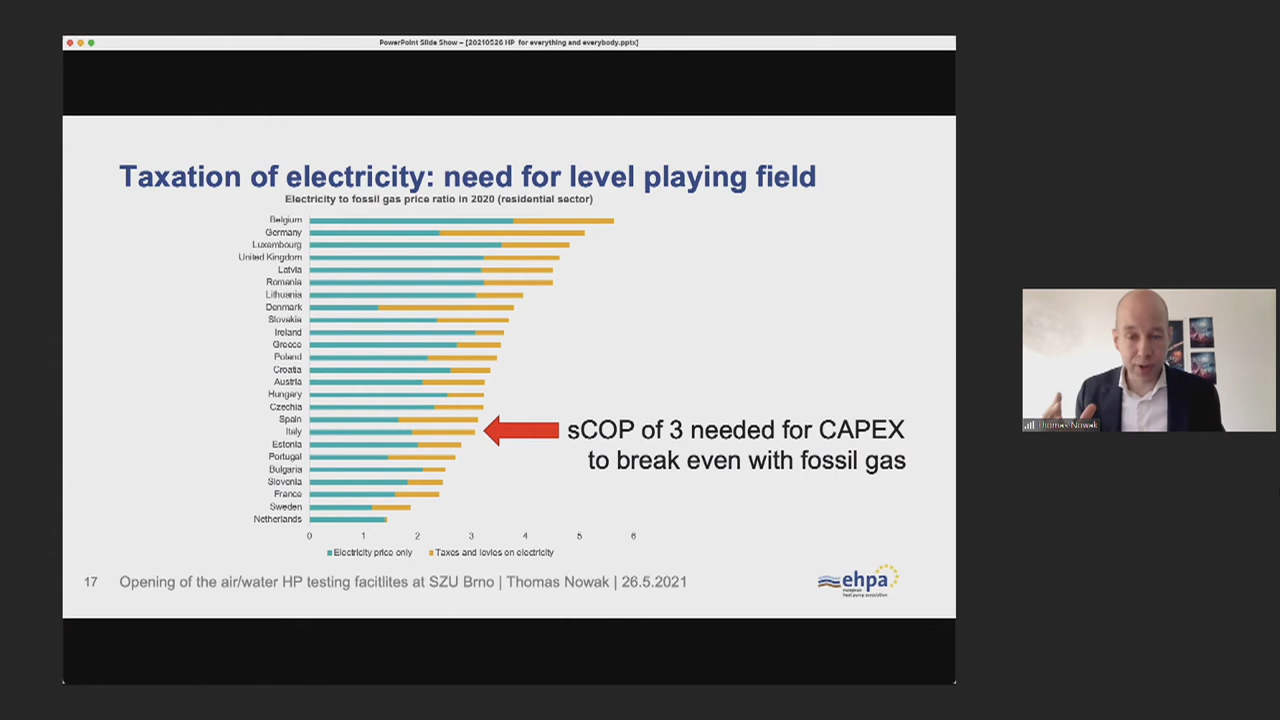 PowerPoint Slide Show – [20210526 HP for everything and everybody.pptx]
Taxation of electricity: need for level playing field
Electricity to fossil gas price ratio in 2020 (residential sector)
Belgium
Germany
Luxembourg
United Kingdom
Latvia
Romania
Lithuania
Denmark
Slovakia
Ireland
Greece
Poland
Croatia
Austria
Hungary
Czechia
Spain
Italy
Estonia
Portugal
Bulgaria
Slovenia
France
Sweden
Netherlands
0 1 2 3 4 5 6
Electricity price only Taxes and levies on electricity
sCOP of 3 needed for CAPEX
to break even with fossil gas
Thomas Nowak
17 Opening of the air/water HP testing facitlites at SZU Brno | Thomas Nowak | 26.5.2021
ehpa
european
heat pump association